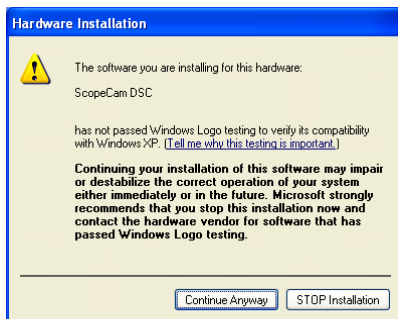 Hardware Installation
The software you are installing for this hardware:
ScopeCam DSC
has not passed Windows Logo testing to verify its compatibility
with Windows XP. (Tell me why this testing is important.)
Continuing your installation of this software may impair
or destabilize the correct operation of your system
either immediately or in the future. Microsoft strongly
recommends that you stop this installation now and
contact the hardware vendor for software that has
passed Windows Logo testing.
Continue Anyway
STOP Installation